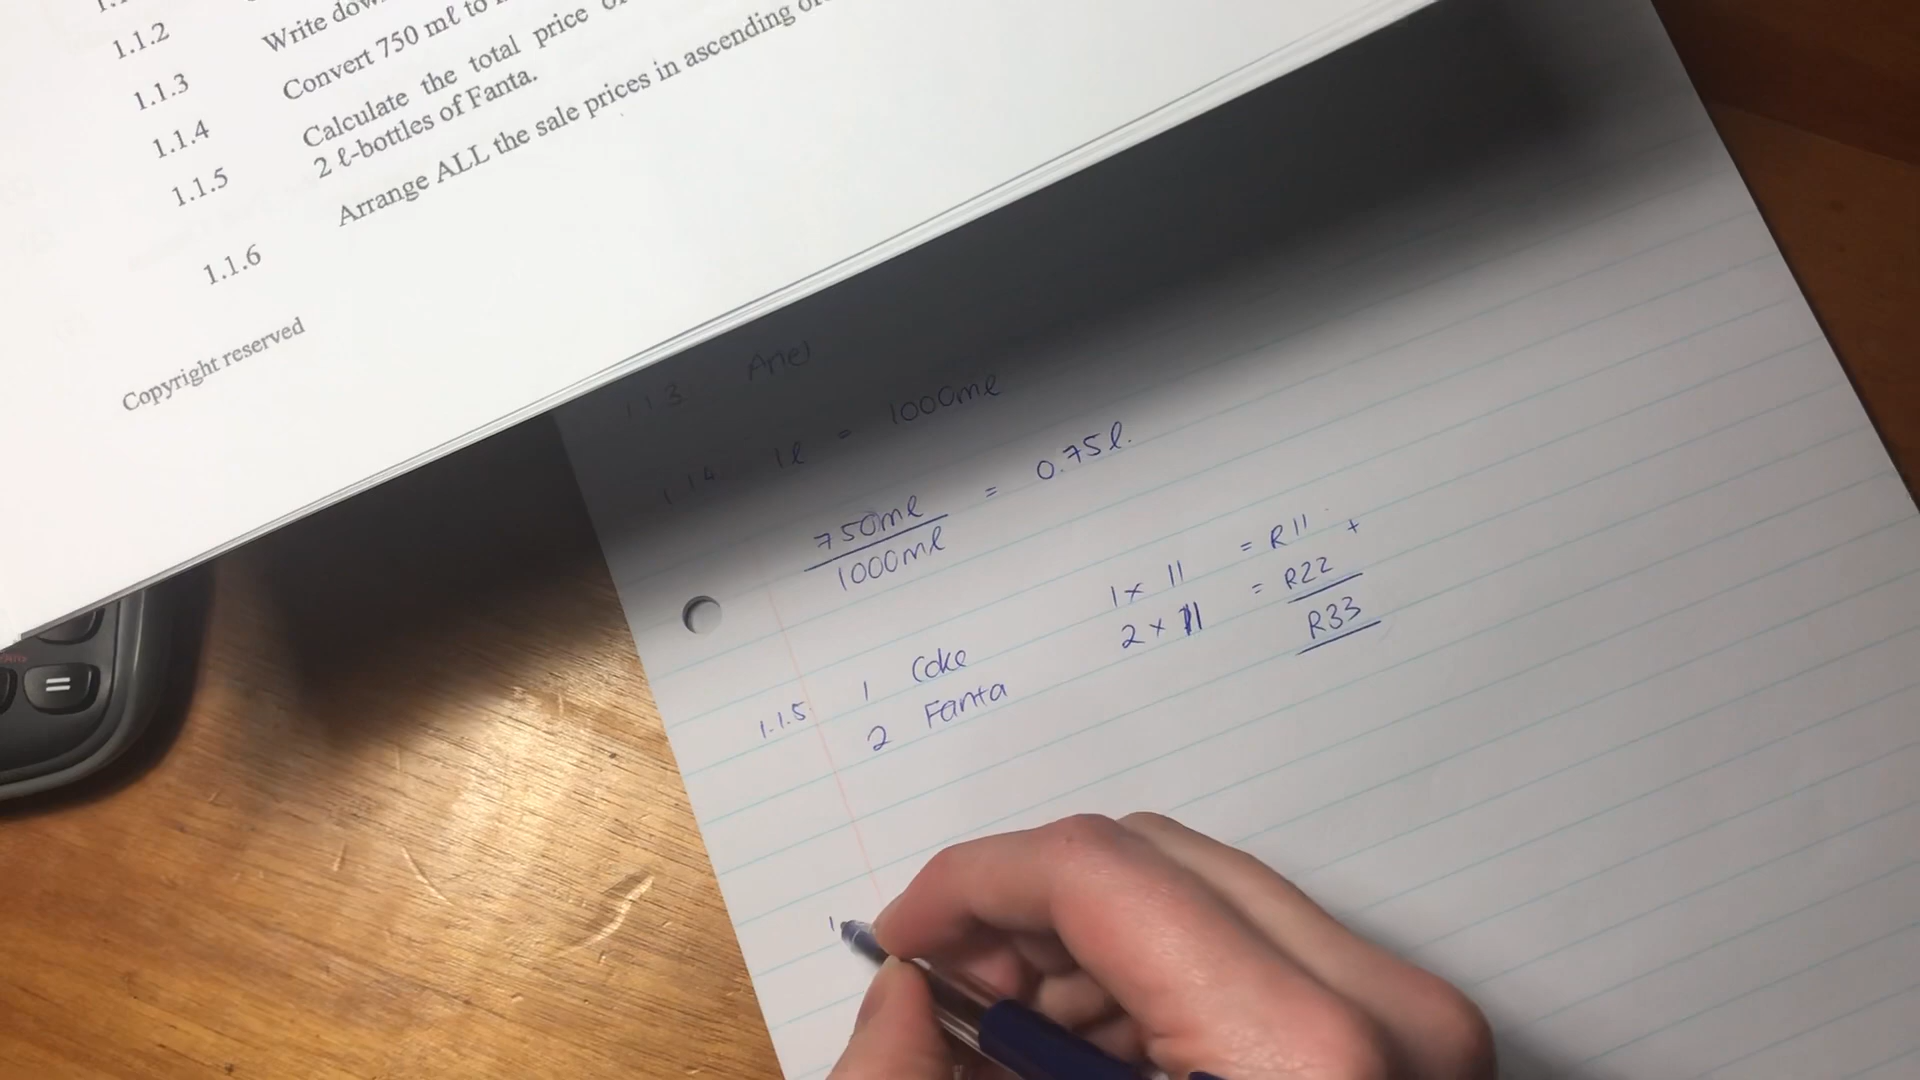 1.1.2
Write down
1.1.3
Convert 750 mℓ to
1.1.4
Calculate the total price
1.1.5
2 ℓ-bottles of Fanta.
1.1.6
Arrange ALL the sale prices in ascending
Copyright reserved
=
1.1.3. Ariel
1.1.4. 1ℓ = 1000mℓ
750mℓ = 0.75ℓ.
1000mℓ
1.1.5. 1 Coke 1 x 11 = R11 +
2 Fanta 2 x 11 = R22
R33
1.